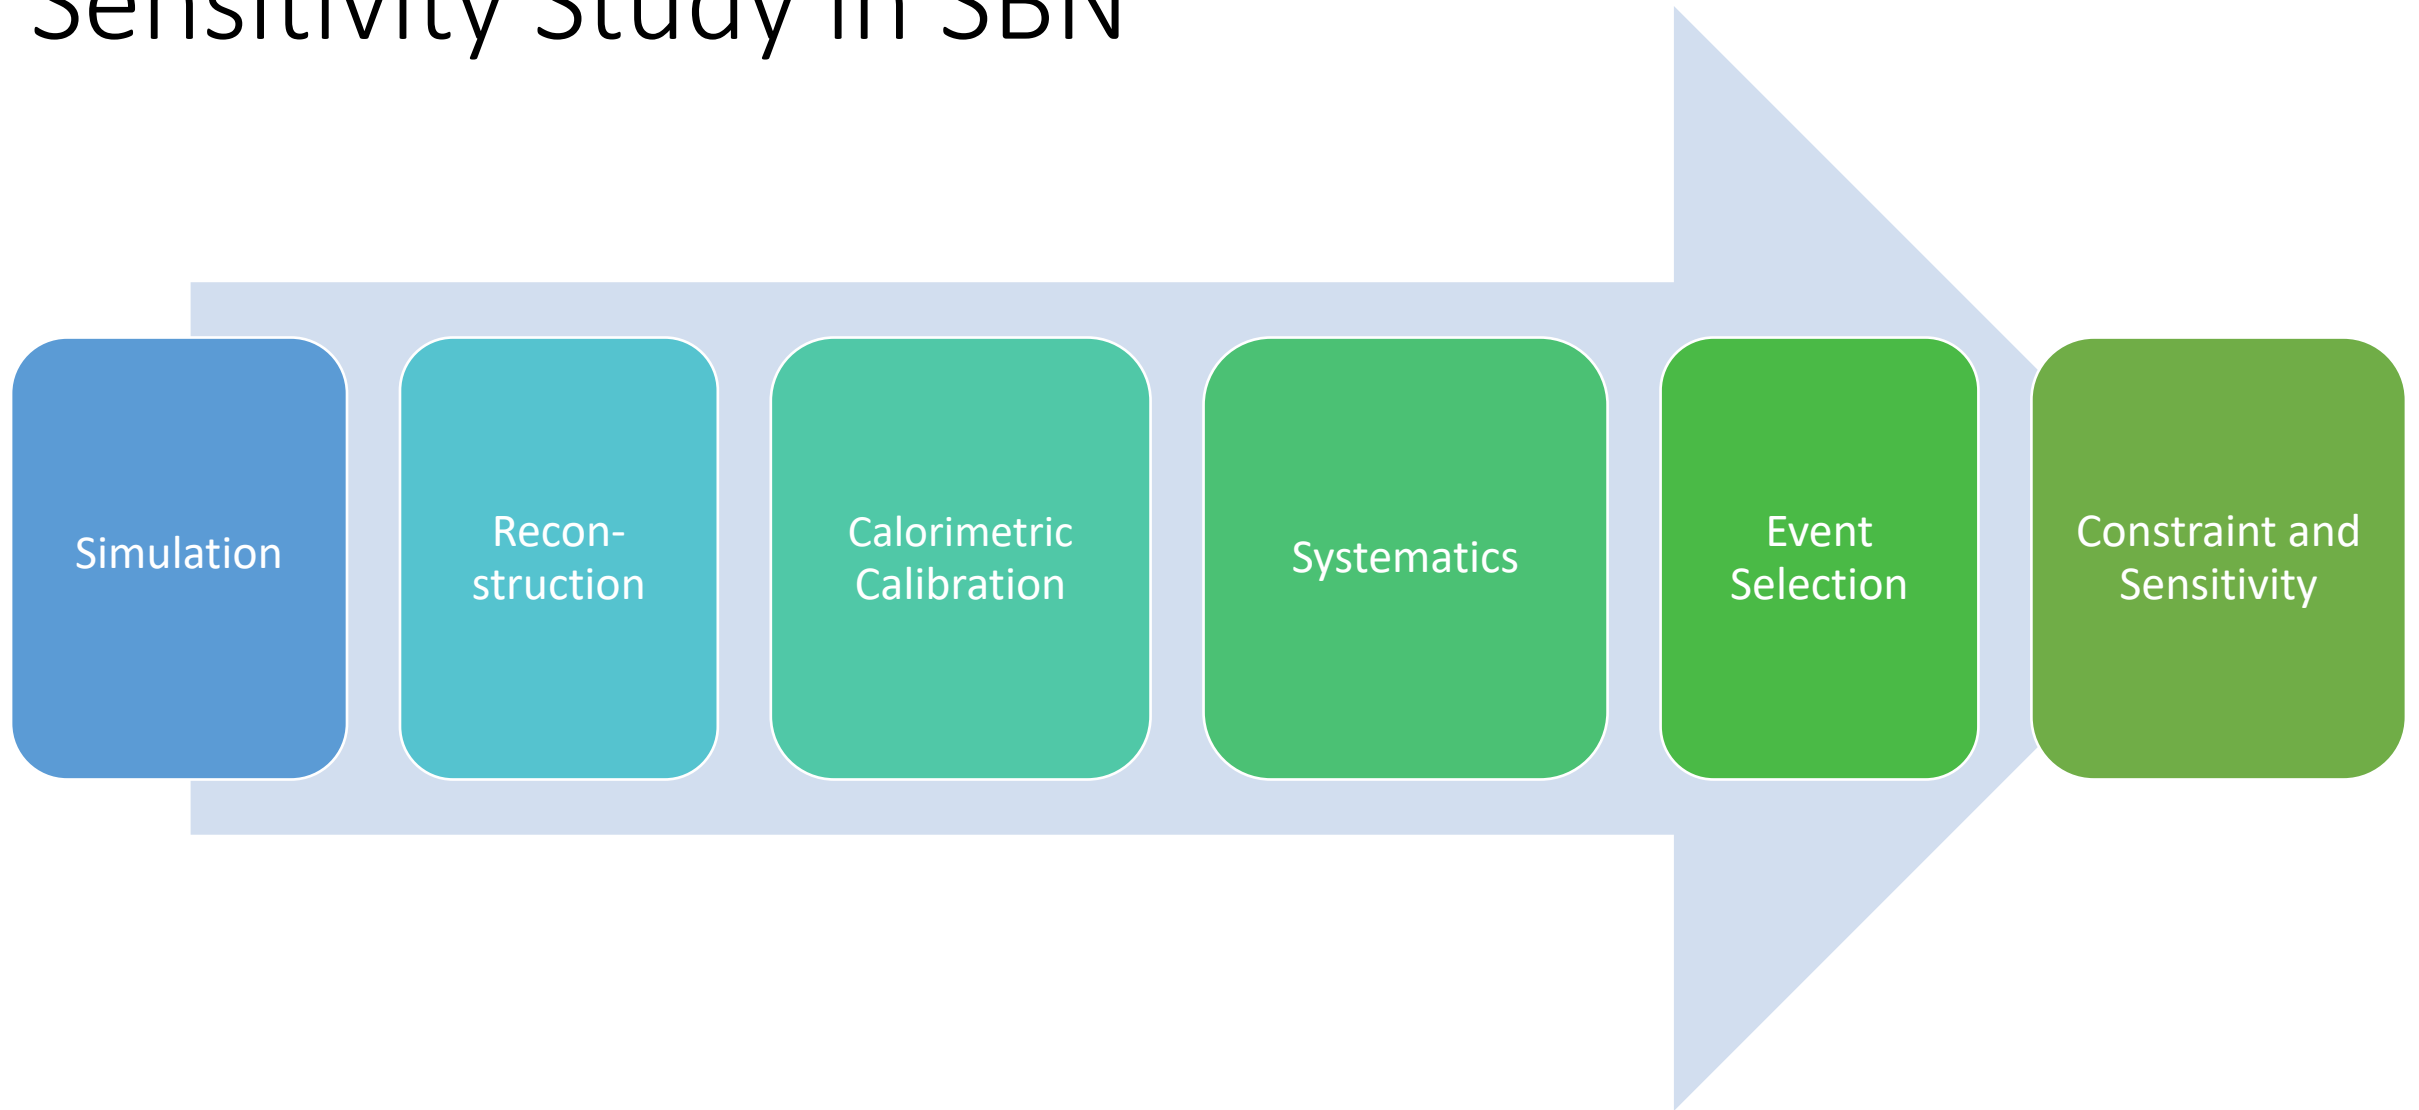 Sensitivity Study in SBN
Simulation
Recon-
struction
Calorimetric
Calibration
Systematics
Event
Selection
Constraint and
Sensitivity